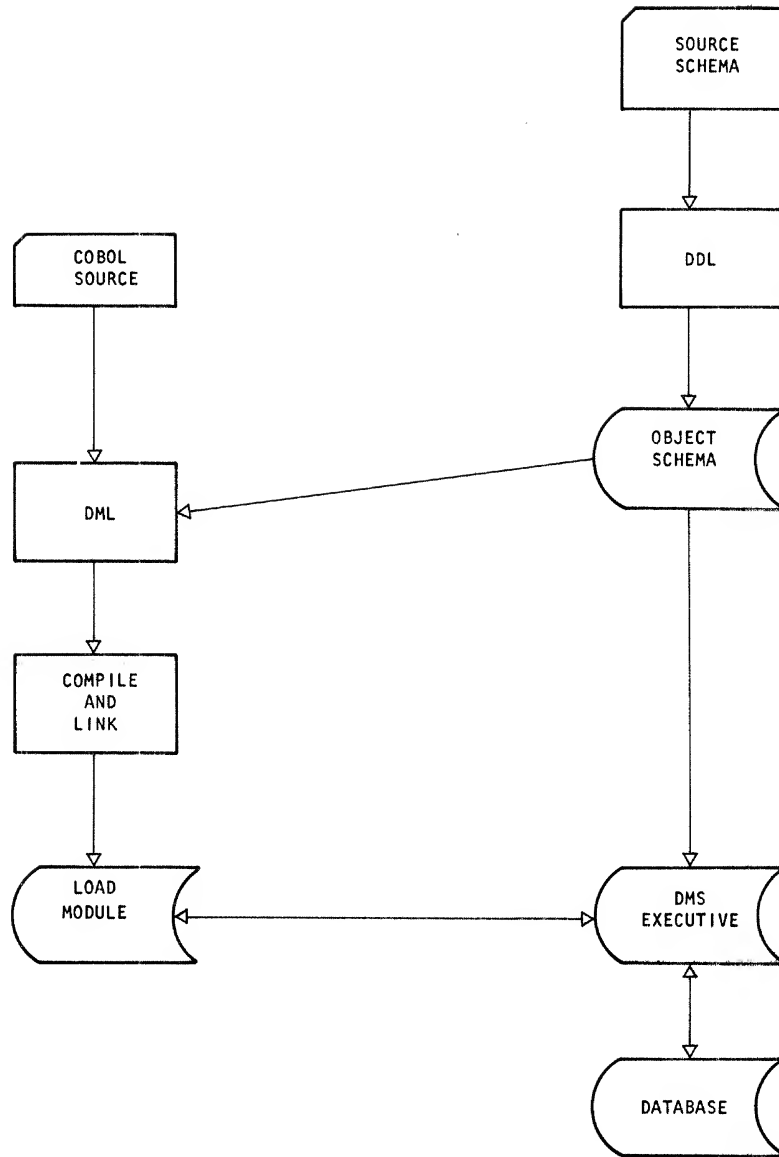 SOURCE
SCHEMA
COBOL
SOURCE
DDL
OBJECT
SCHEMA
DML
COMPILE
AND
LINK
LOAD
MODULE
DMS
EXECUTIVE
DATABASE